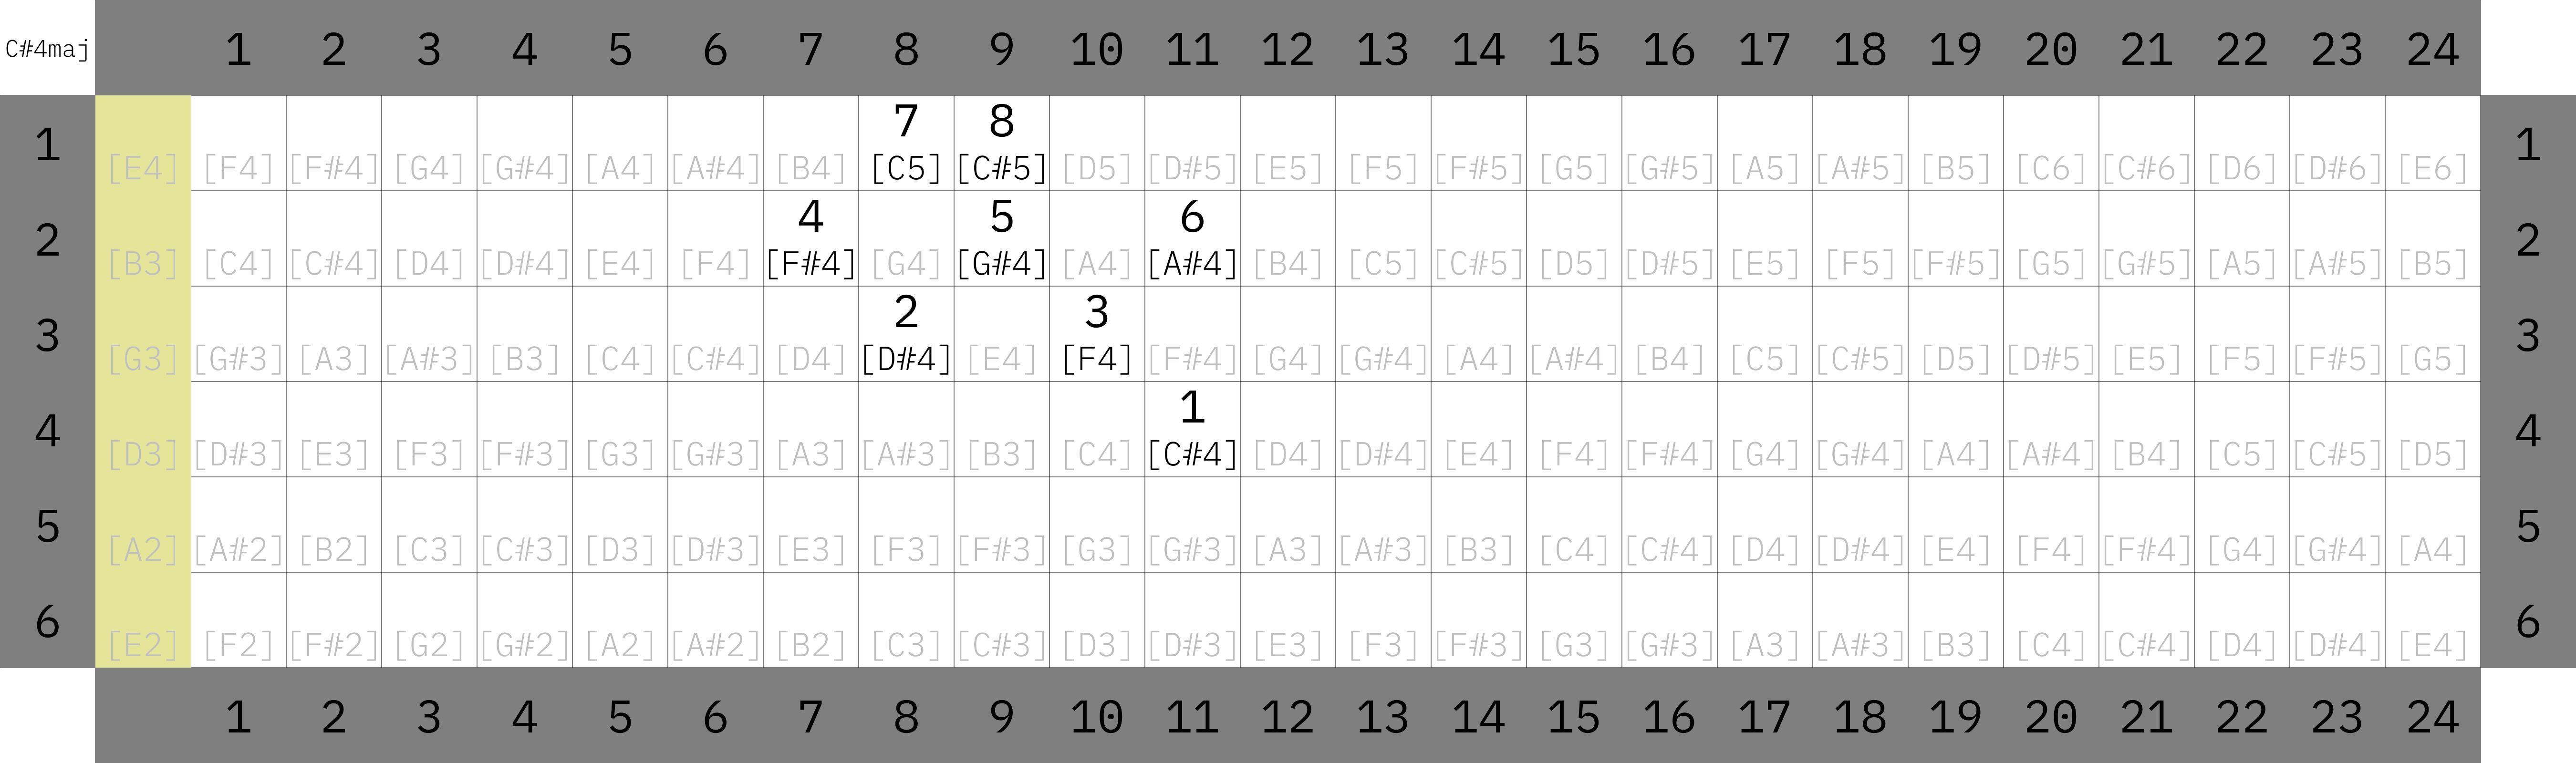 C#4maj 1 2 3 4 5 6 7 8 9 10 11 12 13 14 15 16 17 18 19 20 21 22 23 24
7 8
1 [E4] [F4] [F#4] [G4] [G#4] [A4] [A#4] [B4] [C5] [C#5] [D5] [D#5] [E5] [F5] [F#5] [G5] [G#5] [A5] [A#5] [B5] [C6] [C#6] [D6] [D#6] [E6] 1
4 5 6
2 [B3] [C4] [C#4] [D4] [D#4] [E4] [F4] [F#4] [G4] [G#4] [A4] [A#4] [B4] [C5] [C#5] [D5] [D#5] [E5] [F5] [F#5] [G5] [G#5] [A5] [A#5] [B5] 2
2 3
3 [G3] [G#3] [A3] [A#3] [B3] [C4] [C#4] [D4] [D#4] [E4] [F4] [F#4] [G4] [G#4] [A4] [A#4] [B4] [C5] [C#5] [D5] [D#5] [E5] [F5] [F#5] [G5] 3
1
4 [D3] [D#3] [E3] [F3] [F#3] [G3] [G#3] [A3] [A#3] [B3] [C4] [C#4] [D4] [D#4] [E4] [F4] [F#4] [G4] [G#4] [A4] [A#4] [B4] [C5] [C#5] [D5] 4
5 [A2] [A#2] [B2] [C3] [C#3] [D3] [D#3] [E3] [F3] [F#3] [G3] [G#3] [A3] [A#3] [B3] [C4] [C#4] [D4] [D#4] [E4] [F4] [F#4] [G4] [G#4] [A4] 5
6 [E2] [F2] [F#2] [G2] [G#2] [A2] [A#2] [B2] [C3] [C#3] [D3] [D#3] [E3] [F3] [F#3] [G3] [G#3] [A3] [A#3] [B3] [C4] [C#4] [D4] [D#4] [E4] 6
1 2 3 4 5 6 7 8 9 10 11 12 13 14 15 16 17 18 19 20 21 22 23 24